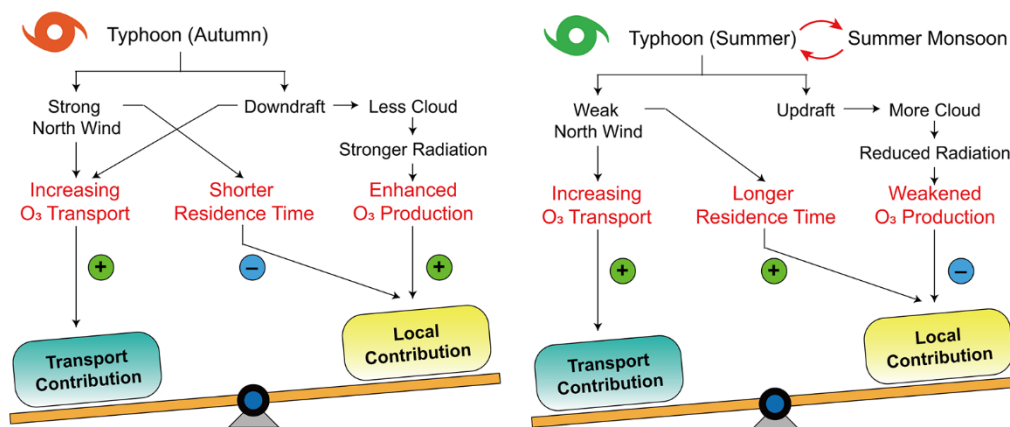 Typhoon (Autumn)
Strong
North Wind
Downdraft
Less Cloud
Stronger Radiation
Increasing
O₃ Transport
Shorter
Residence Time
Enhanced
O₃ Production
+
−
+
Transport
Contribution
Local
Contribution
Typhoon (Summer)
Summer Monsoon
Weak
North Wind
Updraft
More Cloud
Reduced Radiation
Increasing
O₃ Transport
Longer
Residence Time
Weakened
O₃ Production
+
+
−
Transport
Contribution
Local
Contribution